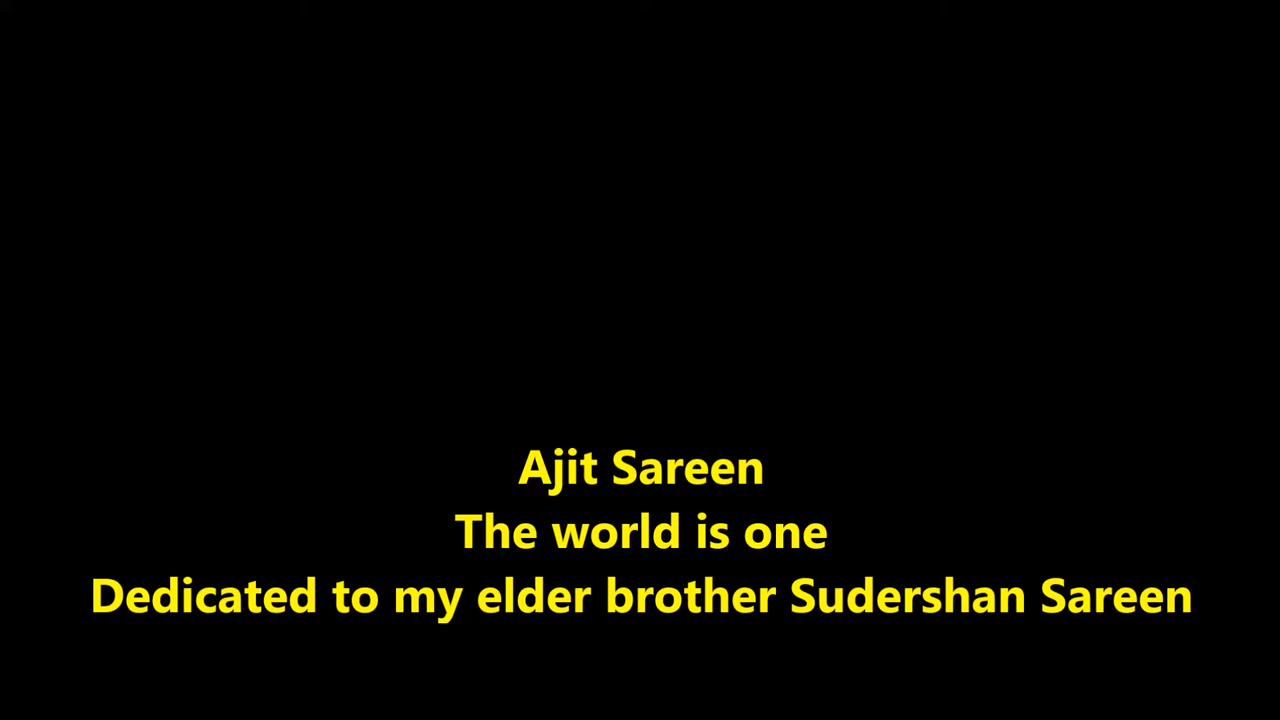 Ajit Sareen
The world is one
Dedicated to my elder brother Sudershan Sareen